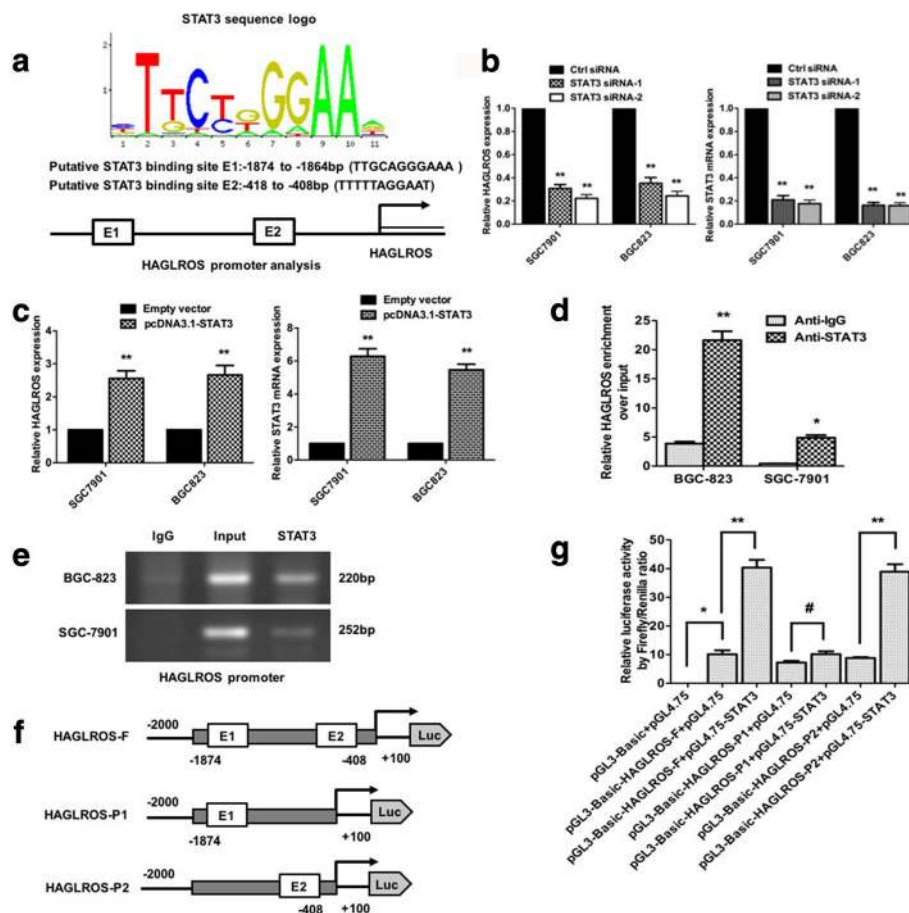 a
STAT3 sequence logo
2
1
1 2 3 4 5 6 7 8 9 10 11
Putative STAT3 binding site E1:-1874 to -1864bp (TTGCAGGGAAA )
Putative STAT3 binding site E2:-418 to -408bp (TTTTTAGGAAT)
E1
E2
HAGLROS
HAGLROS promoter analysis
b
Ctrl siRNA
STAT3 siRNA-1
STAT3 siRNA-2
Relative HAGLROS expression
1.0
0.8
0.6
0.4
0.2
0.0
** ** ** **
SGC7901
BGC823
Ctrl siRNA
STAT3 siRNA-1
STAT3 siRNA-2
Relative STAT3 mRNA expression
1.0
0.8
0.6
0.4
0.2
0.0
** ** ** **
SGC7901
BGC823
c
Empty vector
pcDNA3.1-STAT3
Relative HAGLROS expression
4
3
2
1
0
** **
SGC7901
BGC823
Empty vector
pcDNA3.1-STAT3
Relative STAT3 mRNA expression
8
6
4
2
0
** **
SGC7901
BGC823
d
Anti-IgG
Anti-STAT3
Relative HAGLROS enrichment
over input
25
20
15
10
5
0
** *
BGC-823
SGC-7901
e
IgG Input STAT3
BGC-823 220bp
SGC-7901 252bp
HAGLROS promoter
f
HAGLROS-F
-2000
E1
E2
Luc
-1874
-408
+100
HAGLROS-P1
-2000
E1
Luc
-1874
+100
HAGLROS-P2
-2000
E2
Luc
-408
+100
g
Relative luciferase activity
by Firefly/Renilla ratio
50
40
30
20
10
0
* ** # **
pGL3-Basic+pGL4.75
pGL3-Basic-HAGLROS-F+pGL4.75
pGL3-Basic-HAGLROS-F+pGL4.75-STAT3
pGL3-Basic-HAGLROS-P1+pGL4.75
pGL3-Basic-HAGLROS-P1+pGL4.75-STAT3
pGL3-Basic-HAGLROS-P2+pGL4.75
pGL3-Basic-HAGLROS-P2+pGL4.75-STAT3